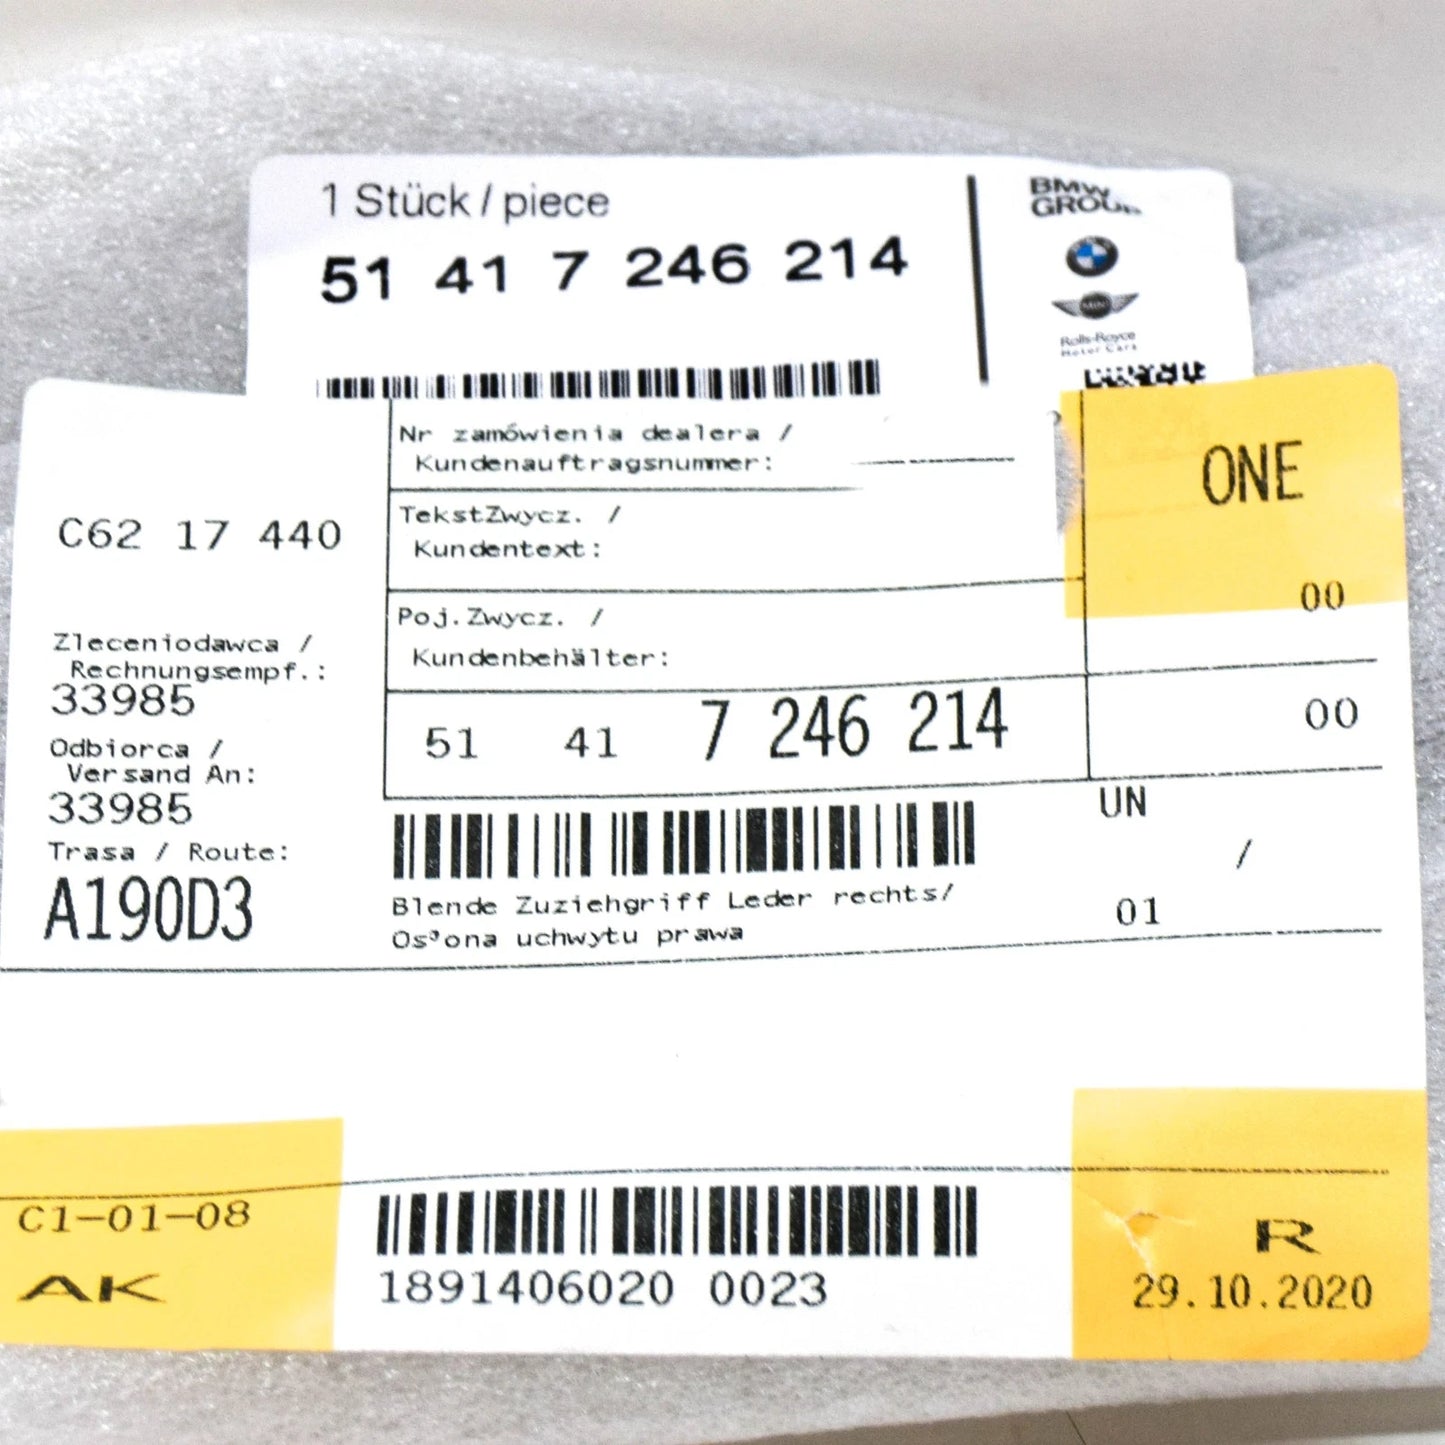 1 Stück / piece
51 41 7 246 214
BMW
GROUP
MINI
Rolls-Royce
Motor Cars
C62 17 440
Nr zamówienia dealera /
Kundenauftragsnummer:
TekstZwycz. /
Kundentext:
Poj.Zwycz. /
Kundenbehälter:
ONE
00
Zleceniodawca /
Rechnungsempf.:
33985
Odbiorca /
Versand An:
33985
Trasa / Route:
A190D3
51 41 7 246 214
00
UN
/
01
Blende Zuziehgriff Leder rechts/
Os³ona uchwytu prawa
C1-01-08
AK
1891406020 0023
R
29.10.2020